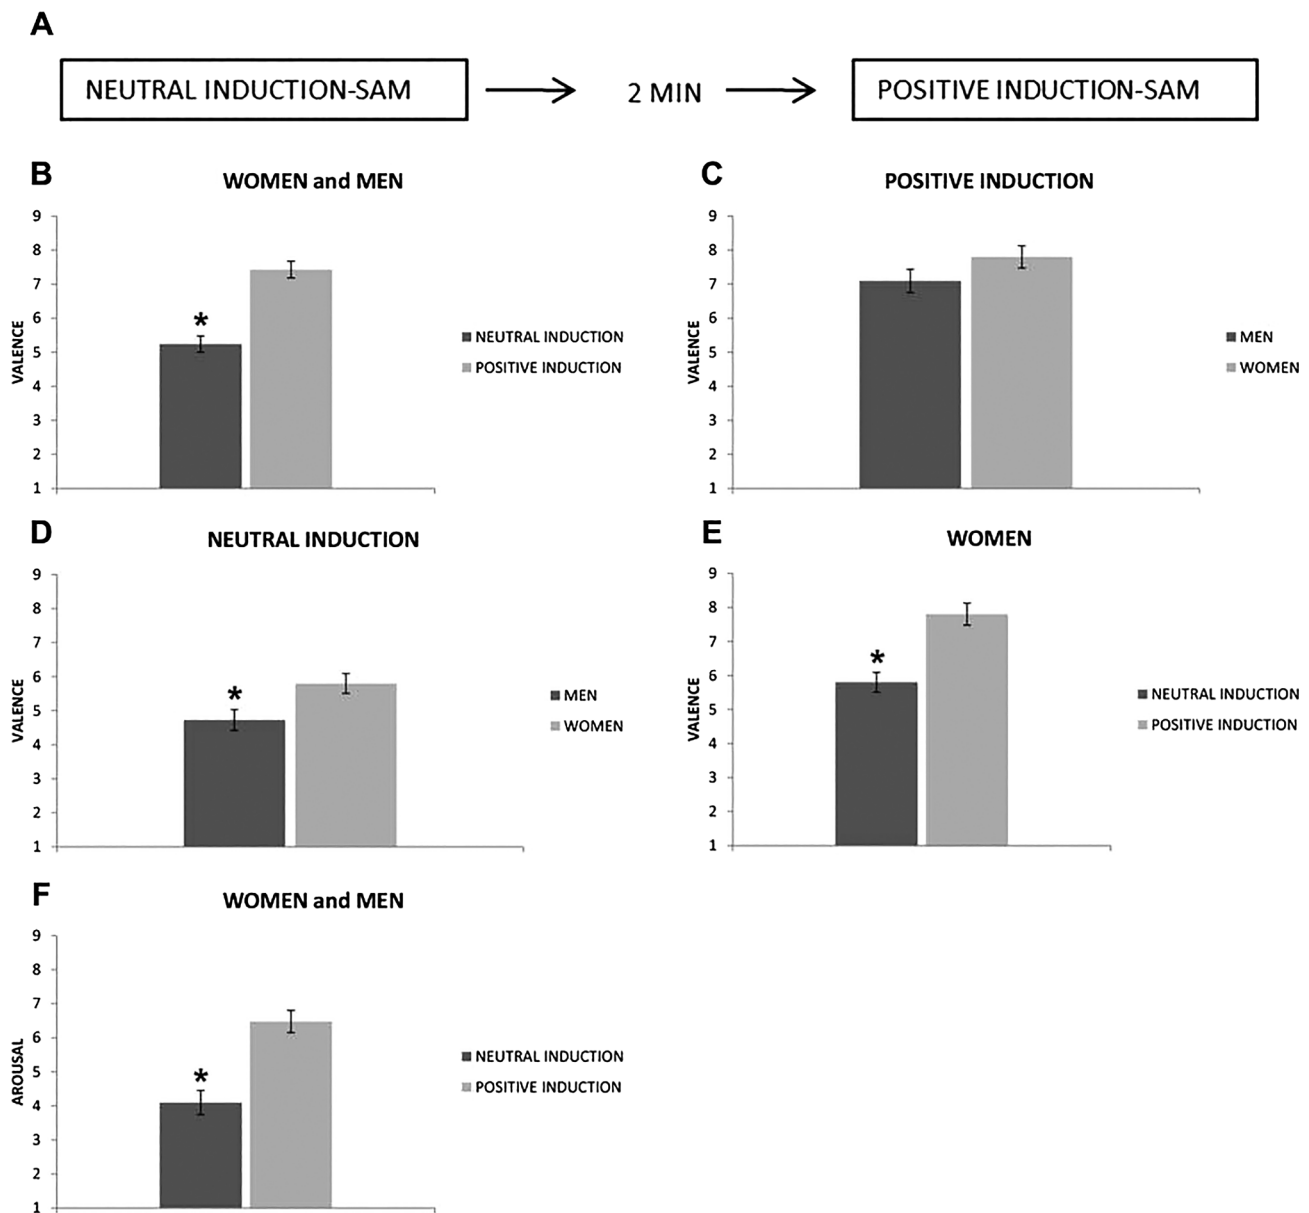 A
NEUTRAL INDUCTION-SAM
2 MIN
POSITIVE INDUCTION-SAM
B
WOMEN and MEN
9
8
7
6
5
4
3
2
1
VALENCE
*
NEUTRAL INDUCTION
POSITIVE INDUCTION
C
POSITIVE INDUCTION
9
8
7
6
5
4
3
2
1
VALENCE
MEN
WOMEN
D
NEUTRAL INDUCTION
9
8
7
6
5
4
3
2
1
VALENCE
*
MEN
WOMEN
E
WOMEN
9
8
7
6
5
4
3
2
1
VALENCE
*
NEUTRAL INDUCTION
POSITIVE INDUCTION
F
WOMEN and MEN
9
8
7
6
5
4
3
2
1
AROUSAL
*
NEUTRAL INDUCTION
POSITIVE INDUCTION